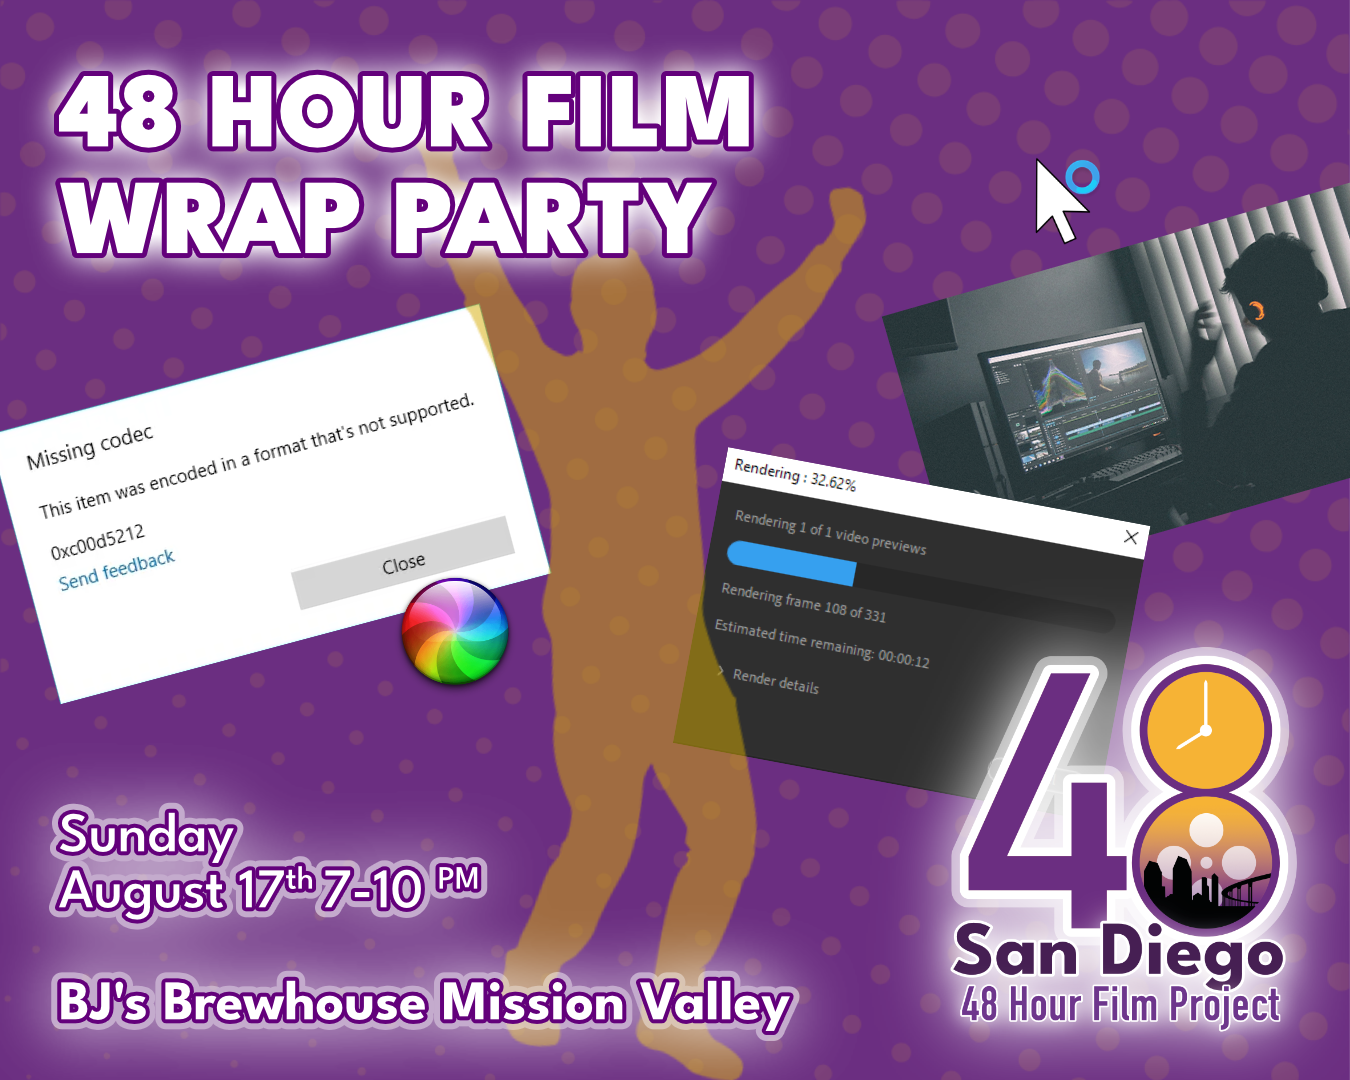 48 HOUR FILM
WRAP PARTY
Missing codec
This item was encoded in a format that's not supported.
0xc00d5212
Send feedback
Close
Rendering : 32.62%
Rendering 1 of 1 video previews
Rendering frame 108 of 331
Estimated time remaining: 00:00:12
Render details
Sunday
August 17th 7-10 PM
BJ's Brewhouse Mission Valley
48
San Diego
48 Hour Film Project